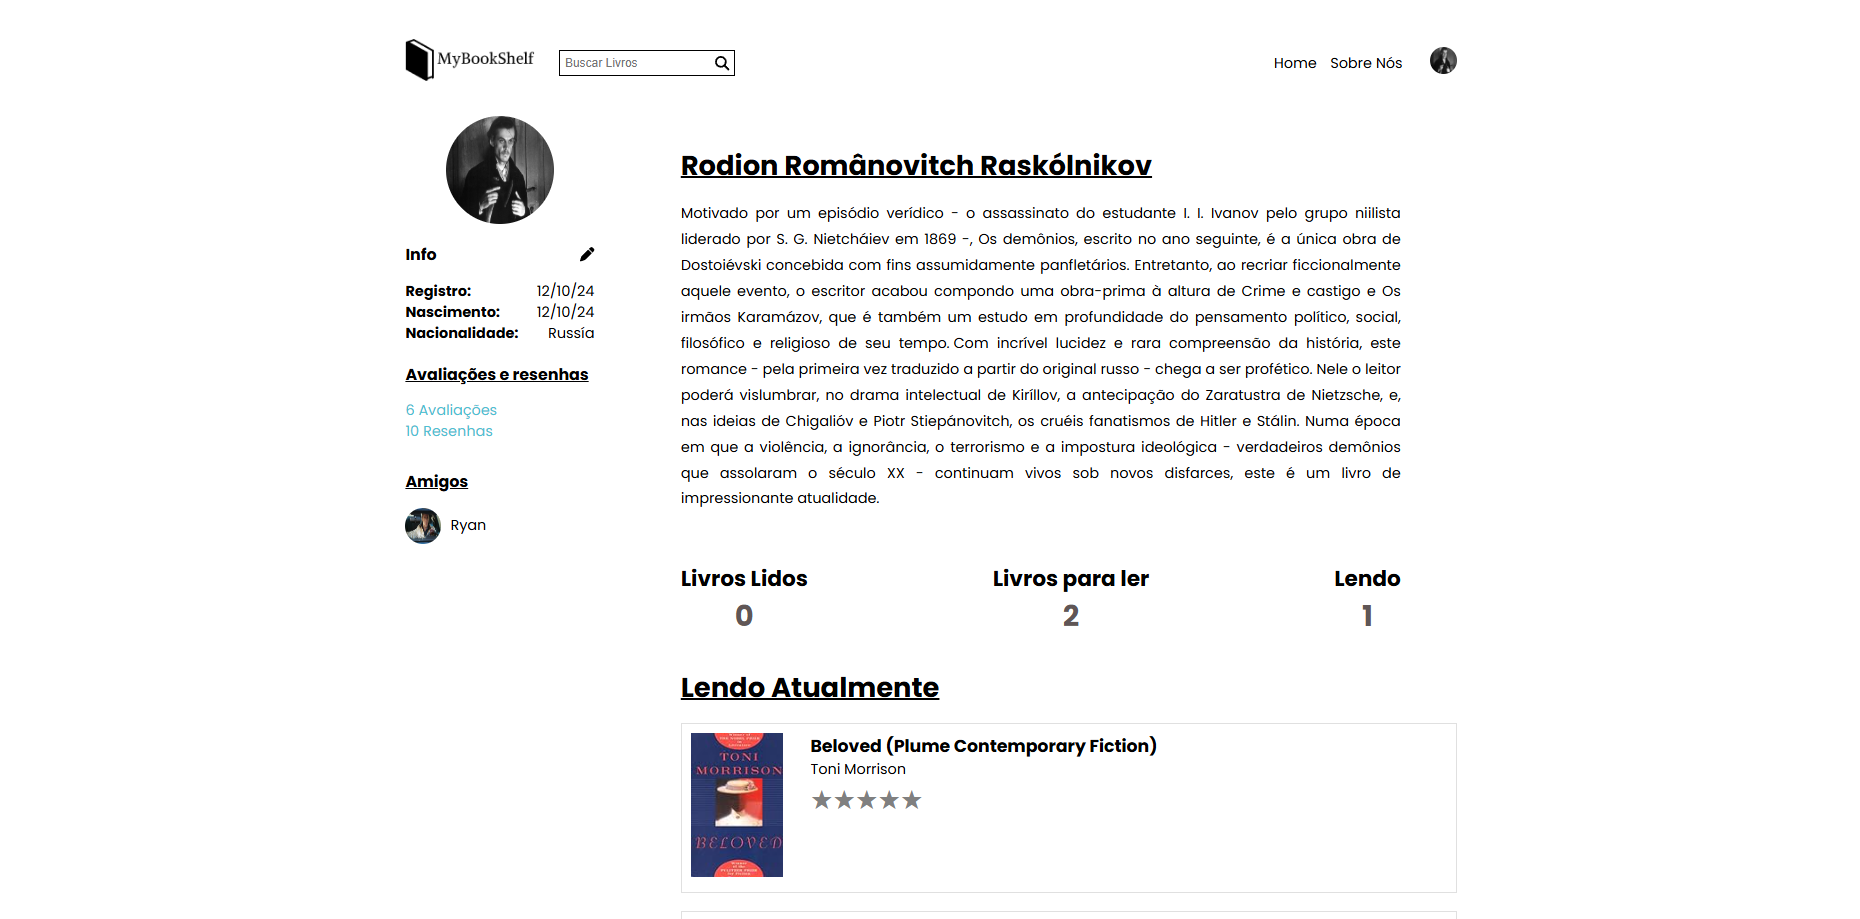 MyBookShelf
Buscar Livros
Home
Sobre Nós
Info
Registro: 12/10/24
Nascimento: 12/10/24
Nacionalidade: Russía
Avaliações e resenhas
6 Avaliações
10 Resenhas
Amigos
Ryan
Rodion Românovitch Raskólnikov
Motivado por um episódio verídico - o assassinato do estudante I. I. Ivanov pelo grupo niilista
liderado por S. G. Nietcháiev em 1869 -, Os demônios, escrito no ano seguinte, é a única obra de
Dostoiévski concebida com fins assumidamente panfletários. Entretanto, ao recriar ficcionalmente
aquele evento, o escritor acabou compondo uma obra-prima à altura de Crime e castigo e Os
irmãos Karamázov, que é também um estudo em profundidade do pensamento político, social,
filosófico e religioso de seu tempo. Com incrível lucidez e rara compreensão da história, este
romance - pela primeira vez traduzido a partir do original russo - chega a ser profético. Nele o leitor
poderá vislumbrar, no drama intelectual de Kiríllov, a antecipação do Zaratustra de Nietzsche, e,
nas ideias de Chigalióv e Piotr Stiepánovitch, os cruéis fanatismos de Hitler e Stálin. Numa época
em que a violência, a ignorância, o terrorismo e a impostura ideológica - verdadeiros demônios
que assolaram o século XX - continuam vivos sob novos disfarces, este é um livro de
impressionante atualidade.
Livros Lidos
0
Livros para ler
2
Lendo
1
Lendo Atualmente
TONI
MORRISON
BELOVED
Beloved (Plume Contemporary Fiction)
Toni Morrison